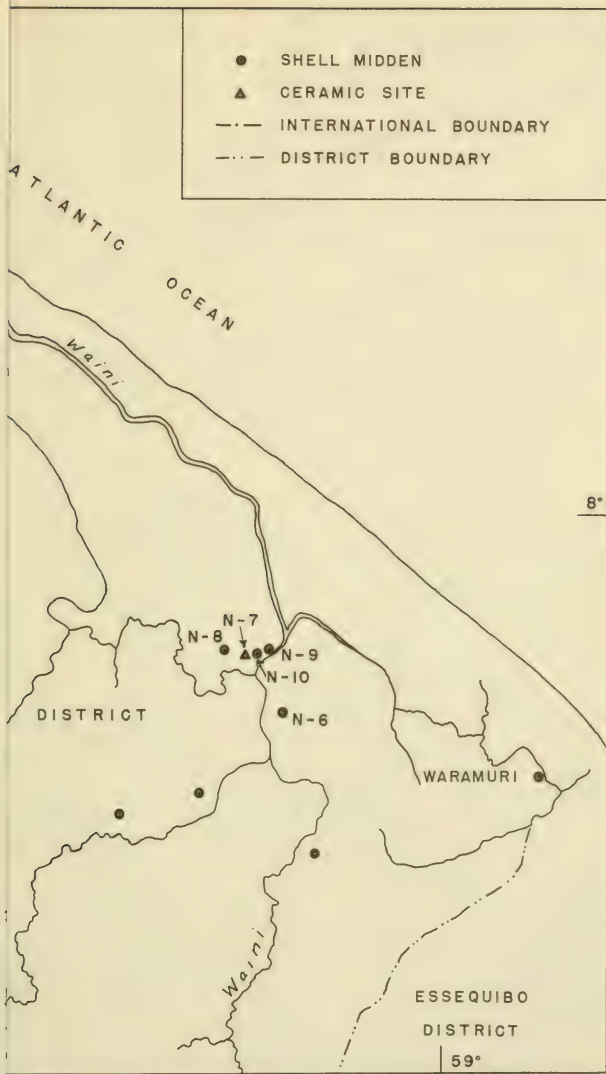 SHELL MIDDEN
CERAMIC SITE
INTERNATIONAL BOUNDARY
DISTRICT BOUNDARY
ATLANTIC OCEAN
Waini
8°
N-7
N-8
N-9
N-10
DISTRICT
N-6
WARAMURI
Waini
ESSEQUIBO
DISTRICT
59°